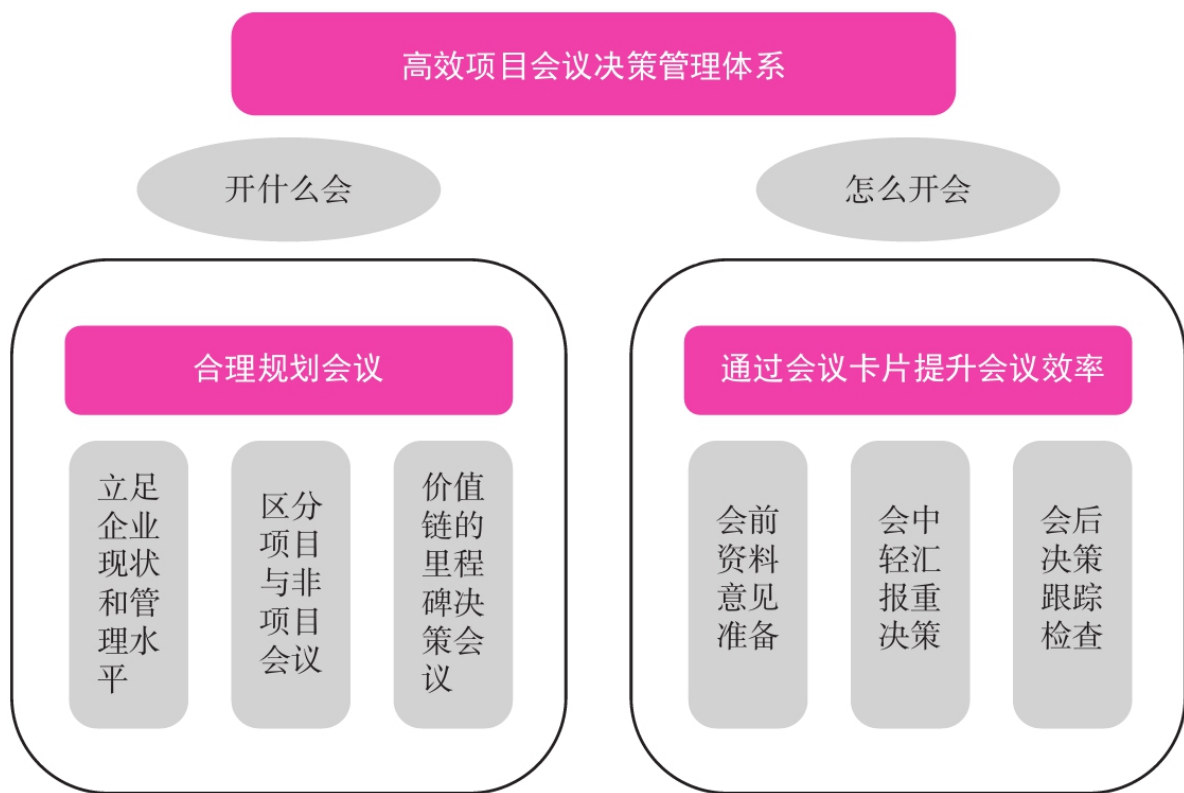 高效项目会议决策管理体系
开什么会
怎么开会
合理规划会议
通过会议卡片提升会议效率
立足
企业
现状
和管
理水
平
区分
项目
与非
项目
会议
价值
链的
里程
碑决
策会
议
会前
资料
意见
准备
会中
轻汇
报重
决策
会后
决策
跟踪
检查